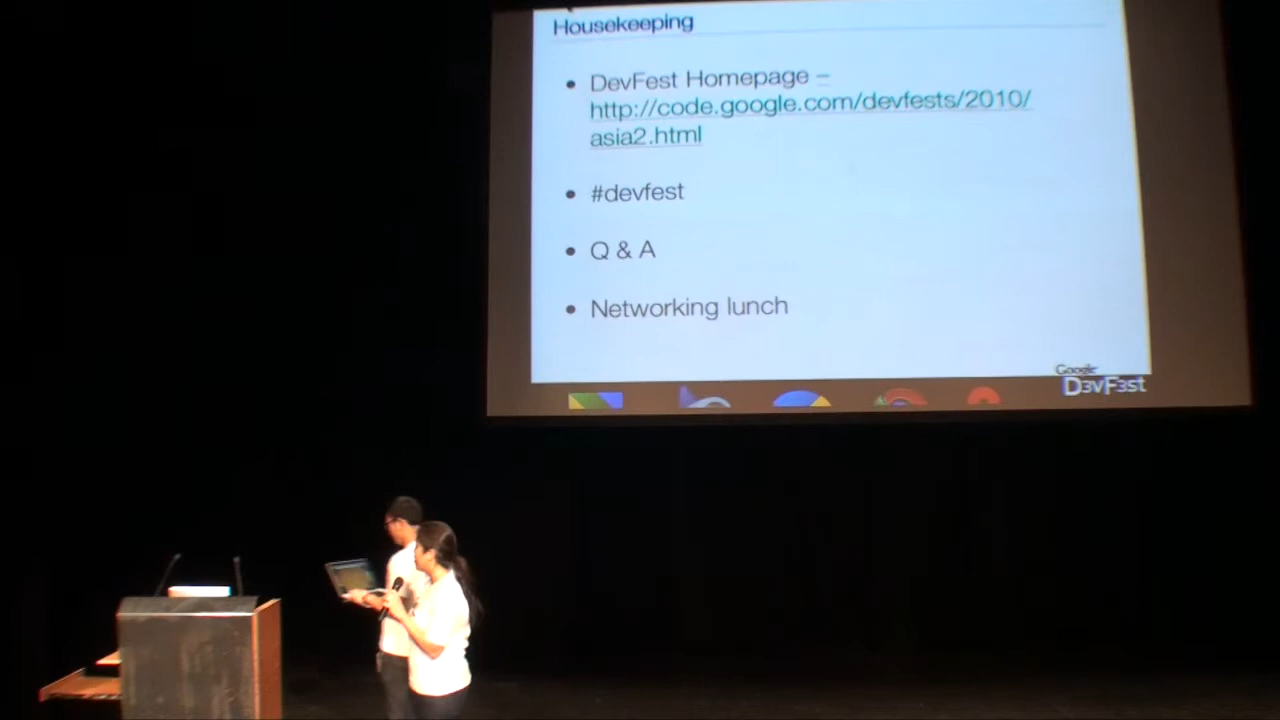 Housekeeping
• DevFest Homepage –
http://code.google.com/devfests/2010/
asia2.html
• #devfest
• Q & A
• Networking lunch
Google
D3vF3st